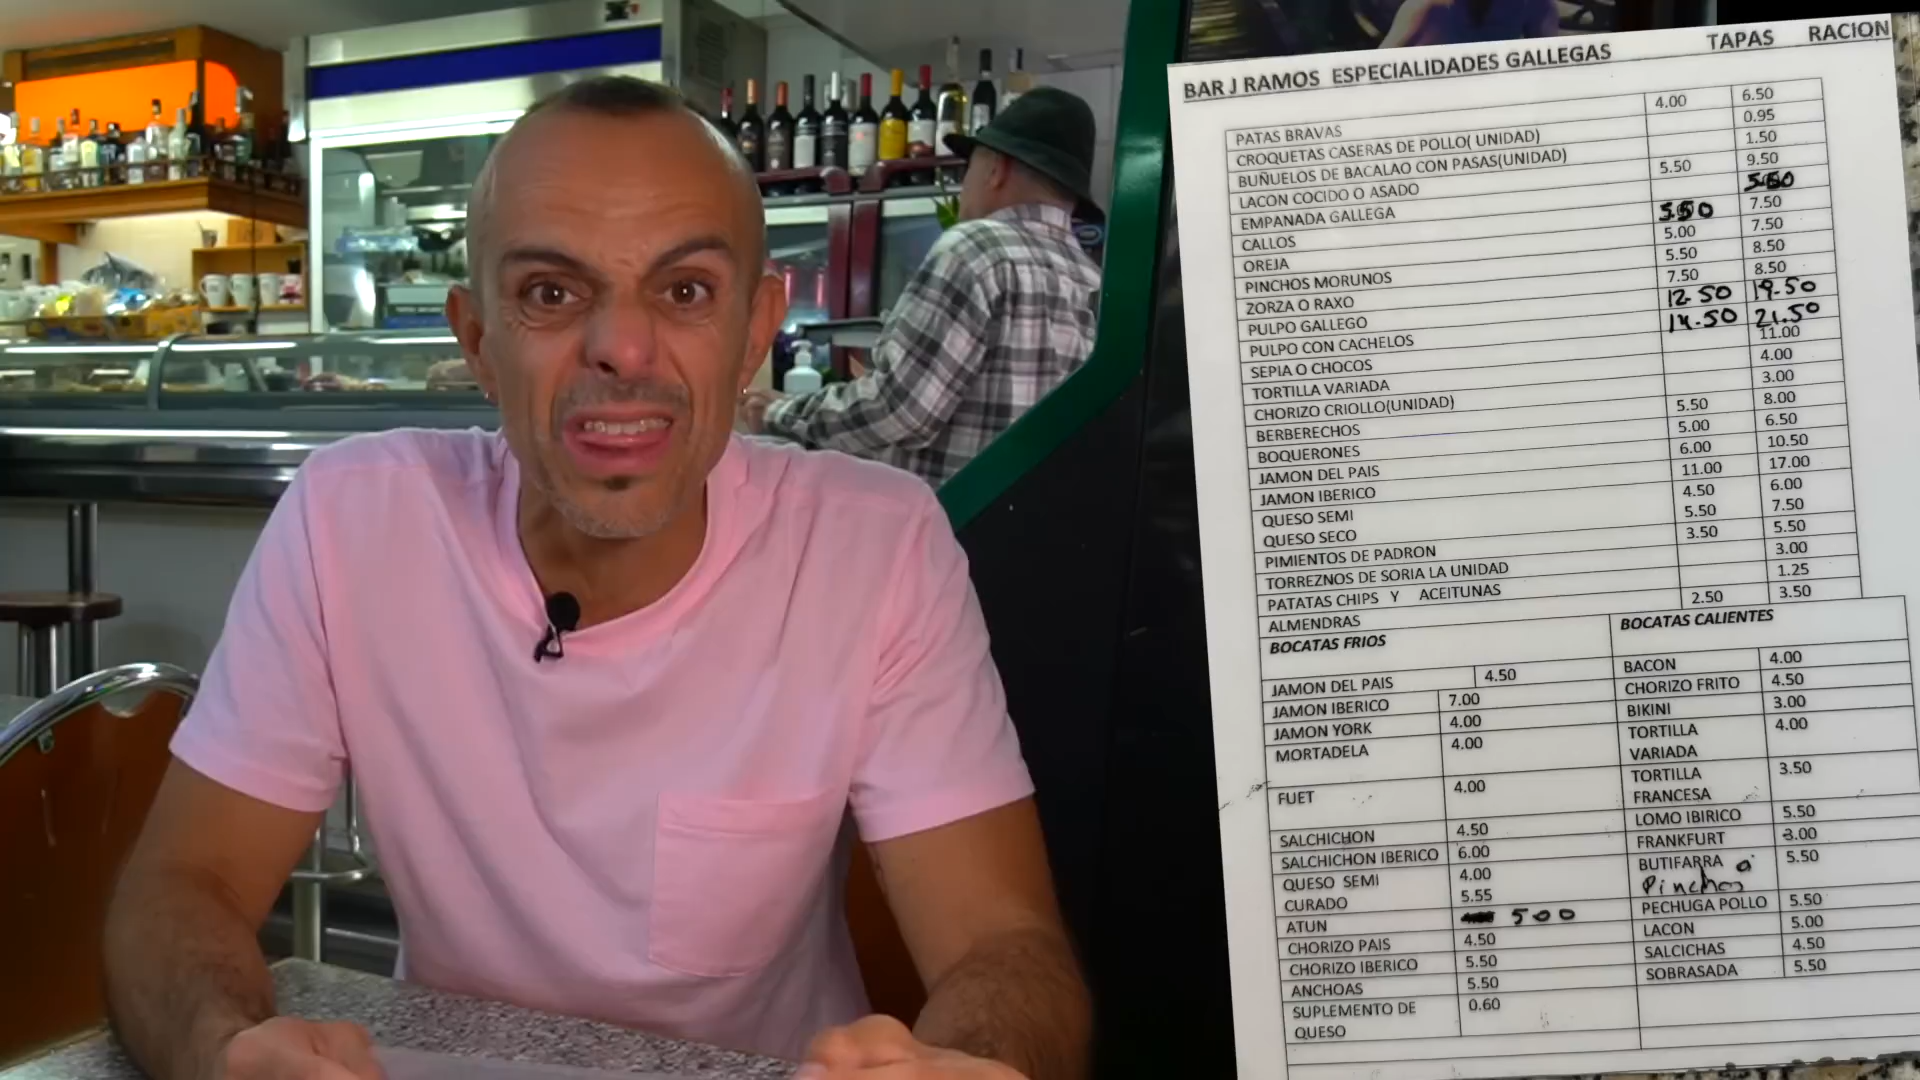 BAR J RAMOS ESPECIALIDADES GALLEGAS TAPAS RACION
PATAS BRAVAS 4.00 6.50
CROQUETAS CASERAS DE POLLO( UNIDAD) 0.95
BUÑUELOS DE BACALAO CON PASAS(UNIDAD) 1.50
LACON COCIDO O ASADO 5.50 9.50
EMPANADA GALLEGA 5.50
CALLOS 5.50 7.50
OREJA 5.00 7.50
PINCHOS MORUNOS 5.50 8.50
ZORZA O RAXO 7.50 8.50
PULPO GALLEGO 12-50 19-50
PULPO CON CACHELOS 14-50 21.50
SEPIA O CHOCOS 11.00
TORTILLA VARIADA 4.00
CHORIZO CRIOLLO(UNIDAD) 3.00
BERBERECHOS 5.50 8.00
BOQUERONES 5.00 6.50
JAMON DEL PAIS 6.00 10.50
JAMON IBERICO 11.00 17.00
QUESO SEMI 4.50 6.00
QUESO SECO 5.50 7.50
PIMIENTOS DE PADRON 3.50 5.50
TORREZNOS DE SORIA LA UNIDAD 3.00
PATATAS CHIPS Y ACEITUNAS 1.25
ALMENDRAS 2.50 3.50
BOCATAS FRIOS
JAMON DEL PAIS 4.50
JAMON IBERICO 7.00
JAMON YORK 4.00
MORTADELA 4.00
FUET 4.00
SALCHICHON 4.50
SALCHICHON IBERICO 6.00
QUESO SEMI 4.00
CURADO 5.55
ATUN 500
CHORIZO PAIS 4.50
CHORIZO IBERICO 5.50
ANCHOAS 5.50
SUPLEMENTO DE 0.60
QUESO
BOCATAS CALIENTES
BACON 4.00
CHORIZO FRITO 4.50
BIKINI 3.00
TORTILLA 4.00
VARIADA
TORTILLA 3.50
FRANCESA
LOMO IBIRICO 5.50
FRANKFURT 3.00
BUTIFARRA o 5.50
Pinchos
PECHUGA POLLO 5.50
LACON 5.00
SALCICHAS 4.50
SOBRASADA 5.50